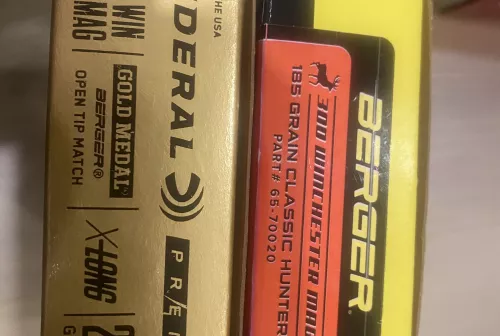 THE USA
FEDERAL
PRE
WIN
MAG
GOLD MEDAL
BERGER®
OPEN TIP MATCH
X-LONG
BERGER
300 WINCHESTER MAG
185 GRAIN CLASSIC HUNTER
PART# 65-70020